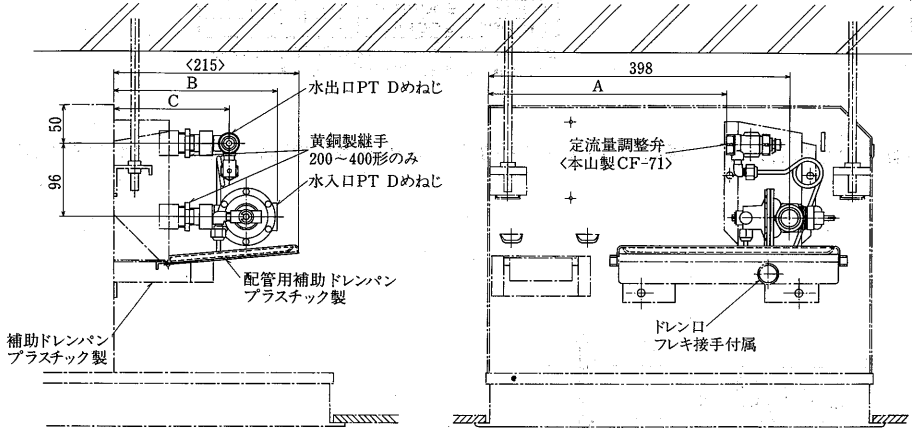 〈215〉
B
C
50
96
水出口PT Dめねじ
黄銅製継手
200～400形のみ
水入口PT Dめねじ
配管用補助ドレンパン
プラスチック製
補助ドレンパン
プラスチック製
398
A
定流量調整弁
〈本山製CF-71〉
ドレン口
フレキ接手付属